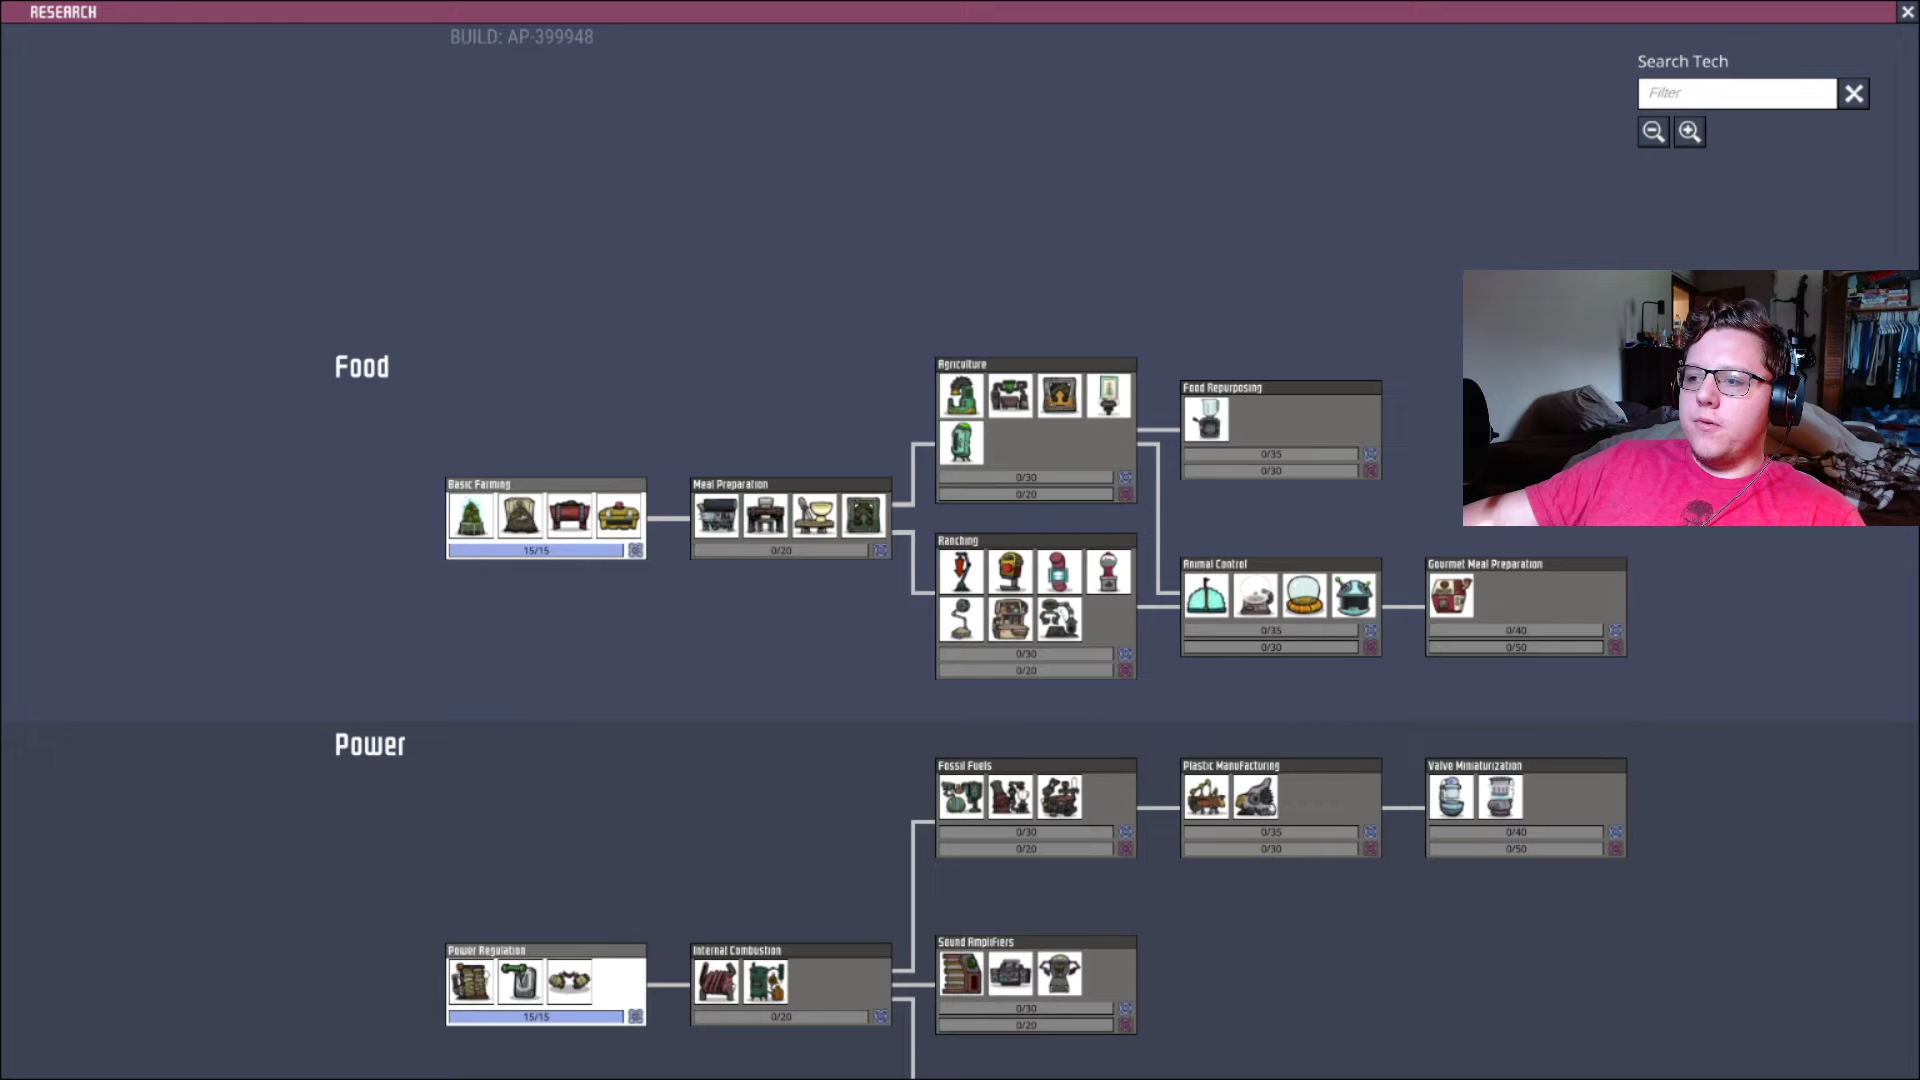 RESEARCH
BUILD: AP-399948
Search Tech
Filter
Food
Agriculture
0/30
0/20
Food Repurposing
0/35
0/30
Basic Farming
15/15
Meal Preparation
0/20
Ranching
0/30
0/20
Animal Control
0/35
0/30
Gourmet Meal Preparation
0/40
0/50
Power
Fossil Fuels
0/30
0/20
Plastic Manufacturing
0/35
0/30
Valve Miniaturization
0/40
0/50
Power Regulation
15/15
Internal Combustion
0/20
Sound Amplifiers
0/30
0/20